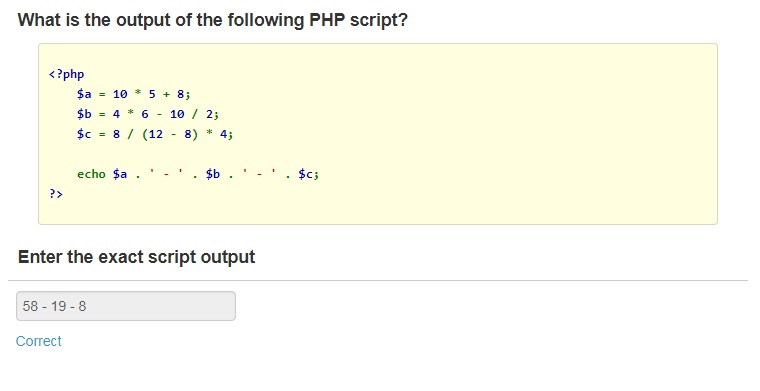 What is the output of the following PHP script?
<?php
$a = 10 * 5 + 8;
$b = 4 * 6 - 10 / 2;
$c = 8 / (12 - 8) * 4;
echo $a . ' - ' . $b . ' - ' . $c;
?>
Enter the exact script output
58 - 19 - 8
Correct